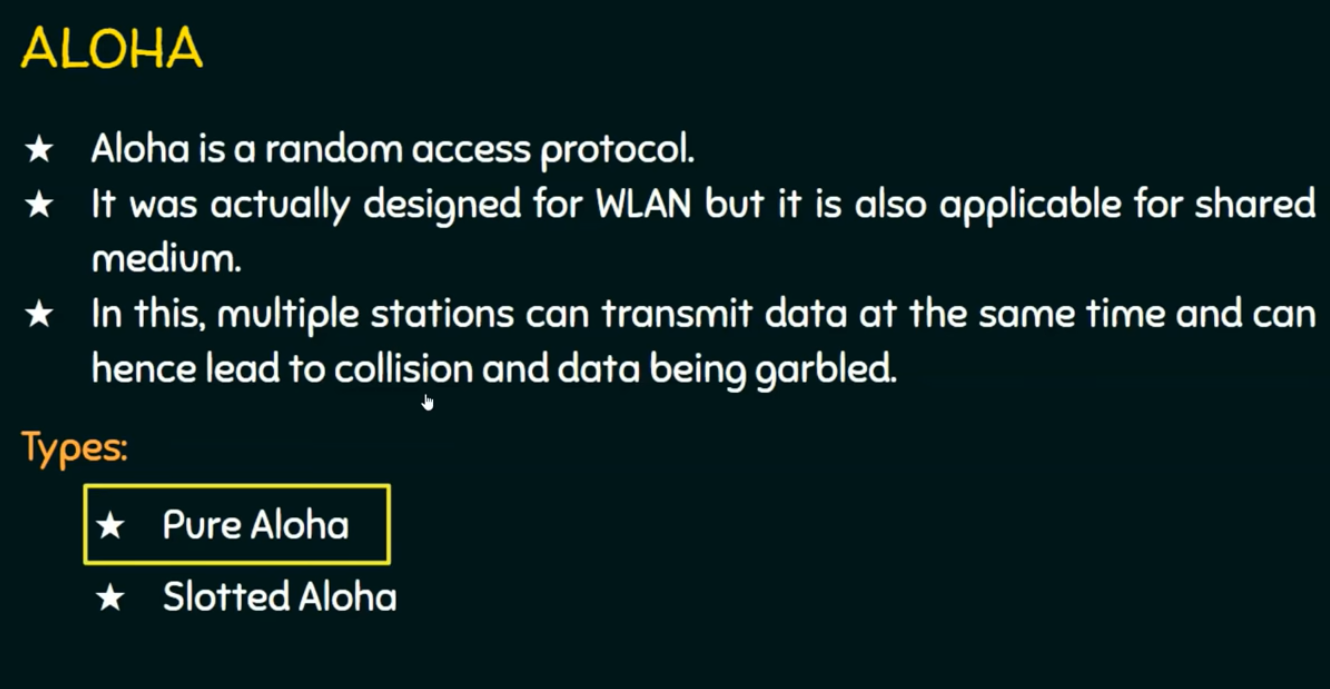 ALOHA
★ Aloha is a random access protocol.
★ It was actually designed for WLAN but it is also applicable for shared
medium.
★ In this, multiple stations can transmit data at the same time and can
hence lead to collision and data being garbled.
Types:
★ Pure Aloha
★ Slotted Aloha